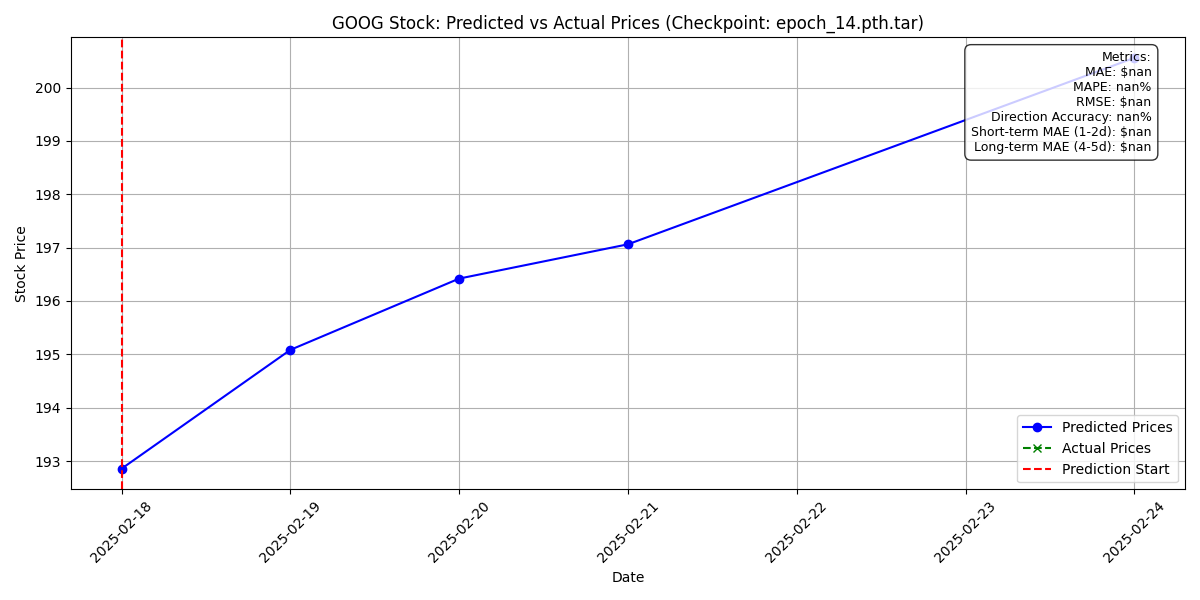 GOOG Stock: Predicted vs Actual Prices (Checkpoint: epoch_14.pth.tar)
Metrics:
MAE: $nan
MAPE: nan%
RMSE: $nan
Direction Accuracy: nan%
Short-term MAE (1-2d): $nan
Long-term MAE (4-5d): $nan
200
199
198
197
196
195
194
193
Stock Price
Predicted Prices
Actual Prices
Prediction Start
2025-02-18
2025-02-19
2025-02-20
2025-02-21
2025-02-22
2025-02-23
2025-02-24
Date